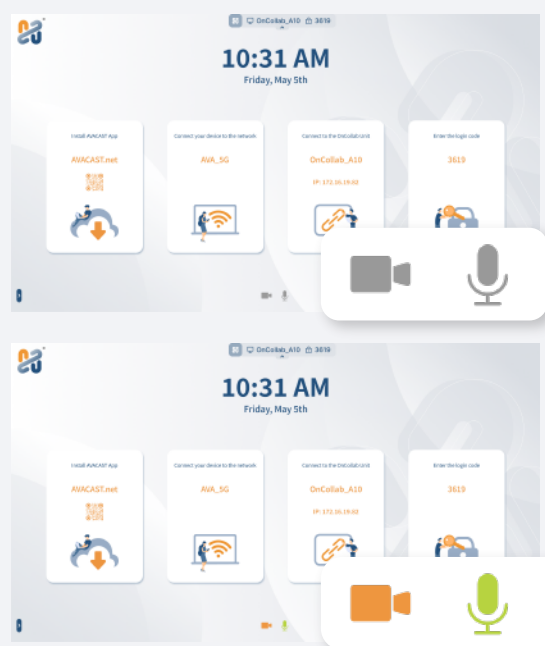 OnCollab_A10 3619
10:31 AM
Friday, May 5th
Install AVACAST App
AVACAST.net
Connect your device to the network
AVA_5G
Connect to the OnCollab Unit
OnCollab_A10
IP: 172.16.19.62
Enter the login code
3619
OnCollab_A10 3619
10:31 AM
Friday, May 5th
Install AVACAST App
AVACAST.net
Connect your device to the network
AVA_5G
Connect to the OnCollab Unit
OnCollab_A10
IP: 172.16.19.62
Enter the login code
3619